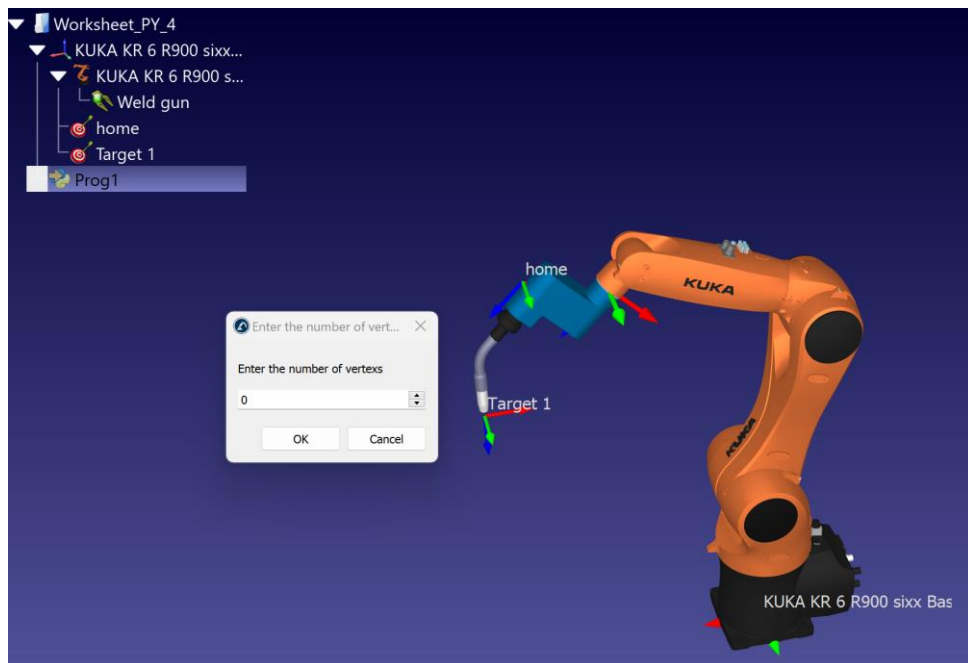 Worksheet_PY_4
KUKA KR 6 R900 sixx...
KUKA KR 6 R900 s...
Weld gun
home
Target 1
Prog1
home
KUKA
Enter the number of vert...
Enter the number of vertexs
0
OK
Cancel
Target 1
KUKA
KUKA KR 6 R900 sixx Bas